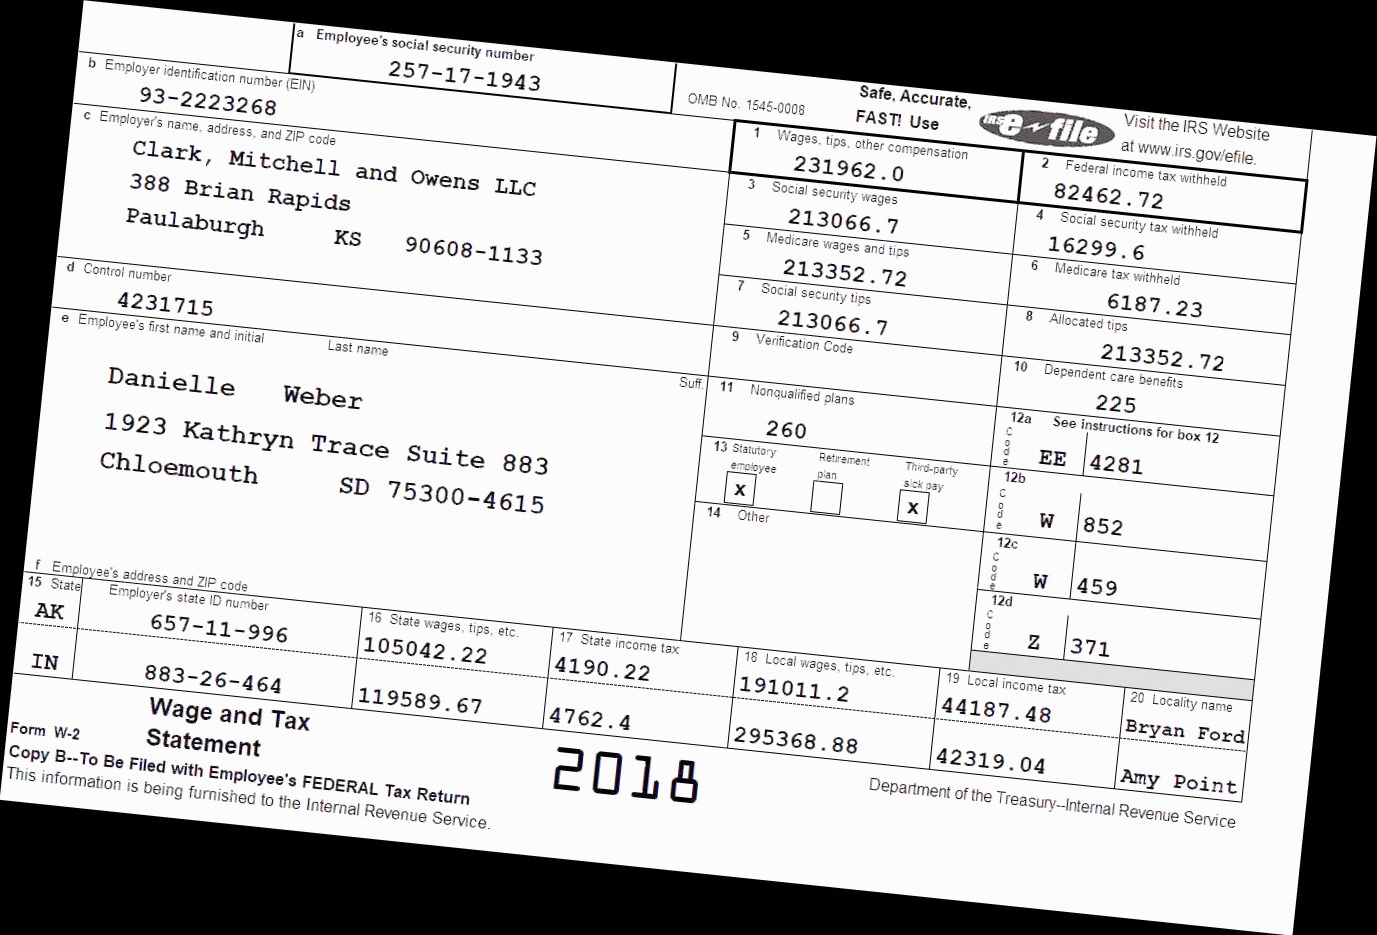 a Employee's social security number
257-17-1943
OMB No. 1545-0008
Safe, Accurate,
FAST! Use
IRS e~file
Visit the IRS Website
at www.irs.gov/efile.
b Employer identification number (EIN)
93-2223268
c Employer's name, address, and ZIP code
Clark, Mitchell and Owens LLC
388 Brian Rapids
Paulaburgh KS 90608-1133
1 Wages, tips, other compensation
231962.0
2 Federal income tax withheld
82462.72
3 Social security wages
213066.7
4 Social security tax withheld
16299.6
5 Medicare wages and tips
213352.72
6 Medicare tax withheld
6187.23
d Control number
4231715
7 Social security tips
213066.7
8 Allocated tips
213352.72
e Employee's first name and initial Last name Suff.
Danielle Weber
1923 Kathryn Trace Suite 883
Chloemouth SD 75300-4615
9 Verification Code
10 Dependent care benefits
225
11 Nonqualified plans
260
12a See instructions for box 12
Code EE 4281
13 Statutory employee Retirement plan Third-party sick pay
x x
12b
Code W 852
14 Other
12c
Code W 459
12d
Code Z 371
f Employee's address and ZIP code
15 State Employer's state ID number 16 State wages, tips, etc. 17 State income tax 18 Local wages, tips, etc. 19 Local income tax 20 Locality name
AK 657-11-996 105042.22 4190.22 191011.2 44187.48 Bryan Ford
IN 883-26-464 119589.67 4762.4 295368.88 42319.04 Amy Point
Form W-2
Wage and Tax
Statement
2018
Department of the Treasury--Internal Revenue Service
Copy B--To Be Filed with Employee's FEDERAL Tax Return
This information is being furnished to the Internal Revenue Service.